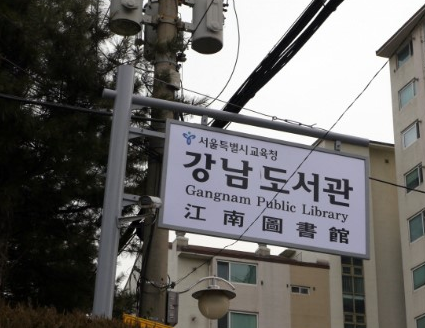 서울특별시교육청
강남도서관
Gangnam Public Library
江南圖書館